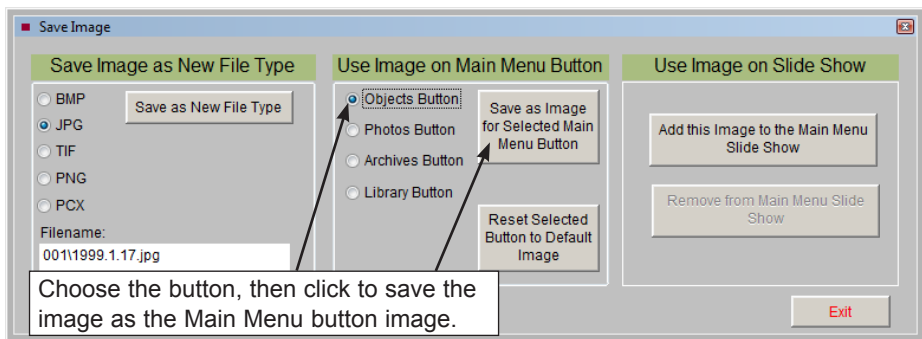 Save Image
Save Image as New File Type
BMP
JPG
TIF
PNG
PCX
Save as New File Type
Filename:
001\1999.1.17.jpg
Use Image on Main Menu Button
Objects Button
Photos Button
Archives Button
Library Button
Save as Image
for Selected Main
Menu Button
Reset Selected
Button to Default
Image
Use Image on Slide Show
Add this Image to the Main Menu
Slide Show
Remove from Main Menu Slide
Show
Choose the button, then click to save the
image as the Main Menu button image.
Exit